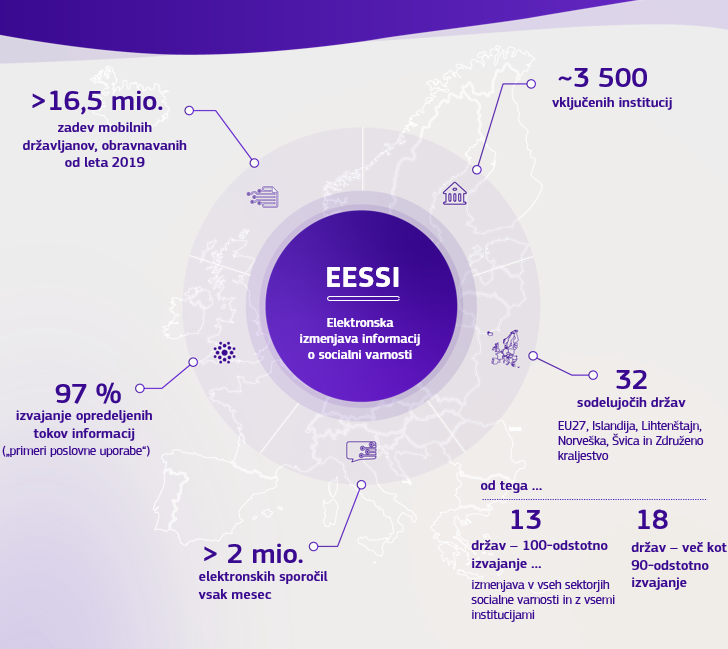 >16,5 mio.
zadev mobilnih
državljanov, obravnavanih
od leta 2019
~3 500
vključenih institucij
EESSI
Elektronska
izmenjava informacij
o socialni varnosti
97 %
izvajanje opredeljenih
tokov informacij
(„primeri poslovne uporabe“)
32
sodelujočih držav
EU27, Islandija, Lihtenštajn,
Norveška, Švica in Združeno
kraljestvo
od tega ...
13
držav – 100-odstotno
izvajanje ...
izmenjava v vseh sektorjih
socialne varnosti in z vsemi
institucijami
18
držav – več kot
90-odstotno
izvajanje
> 2 mio.
elektronskih sporočil
vsak mesec